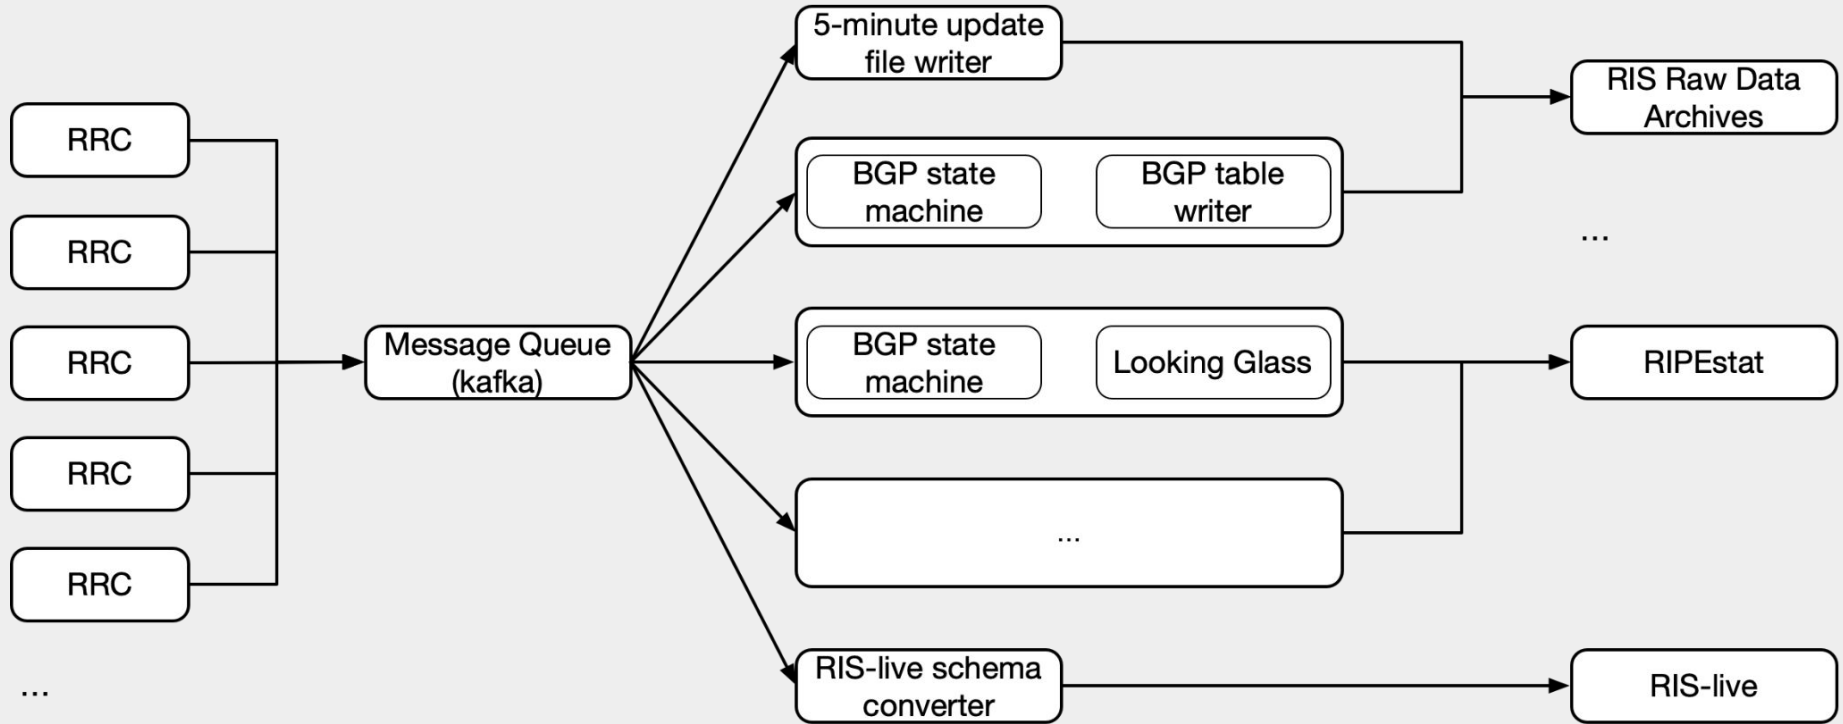 RRC
RRC
RRC
RRC
RRC
...
Message Queue
(kafka)
5-minute update
file writer
BGP state
machine
BGP table
writer
BGP state
machine
Looking Glass
...
RIS-live schema
converter
RIS Raw Data
Archives
...
RIPEstat
RIS-live